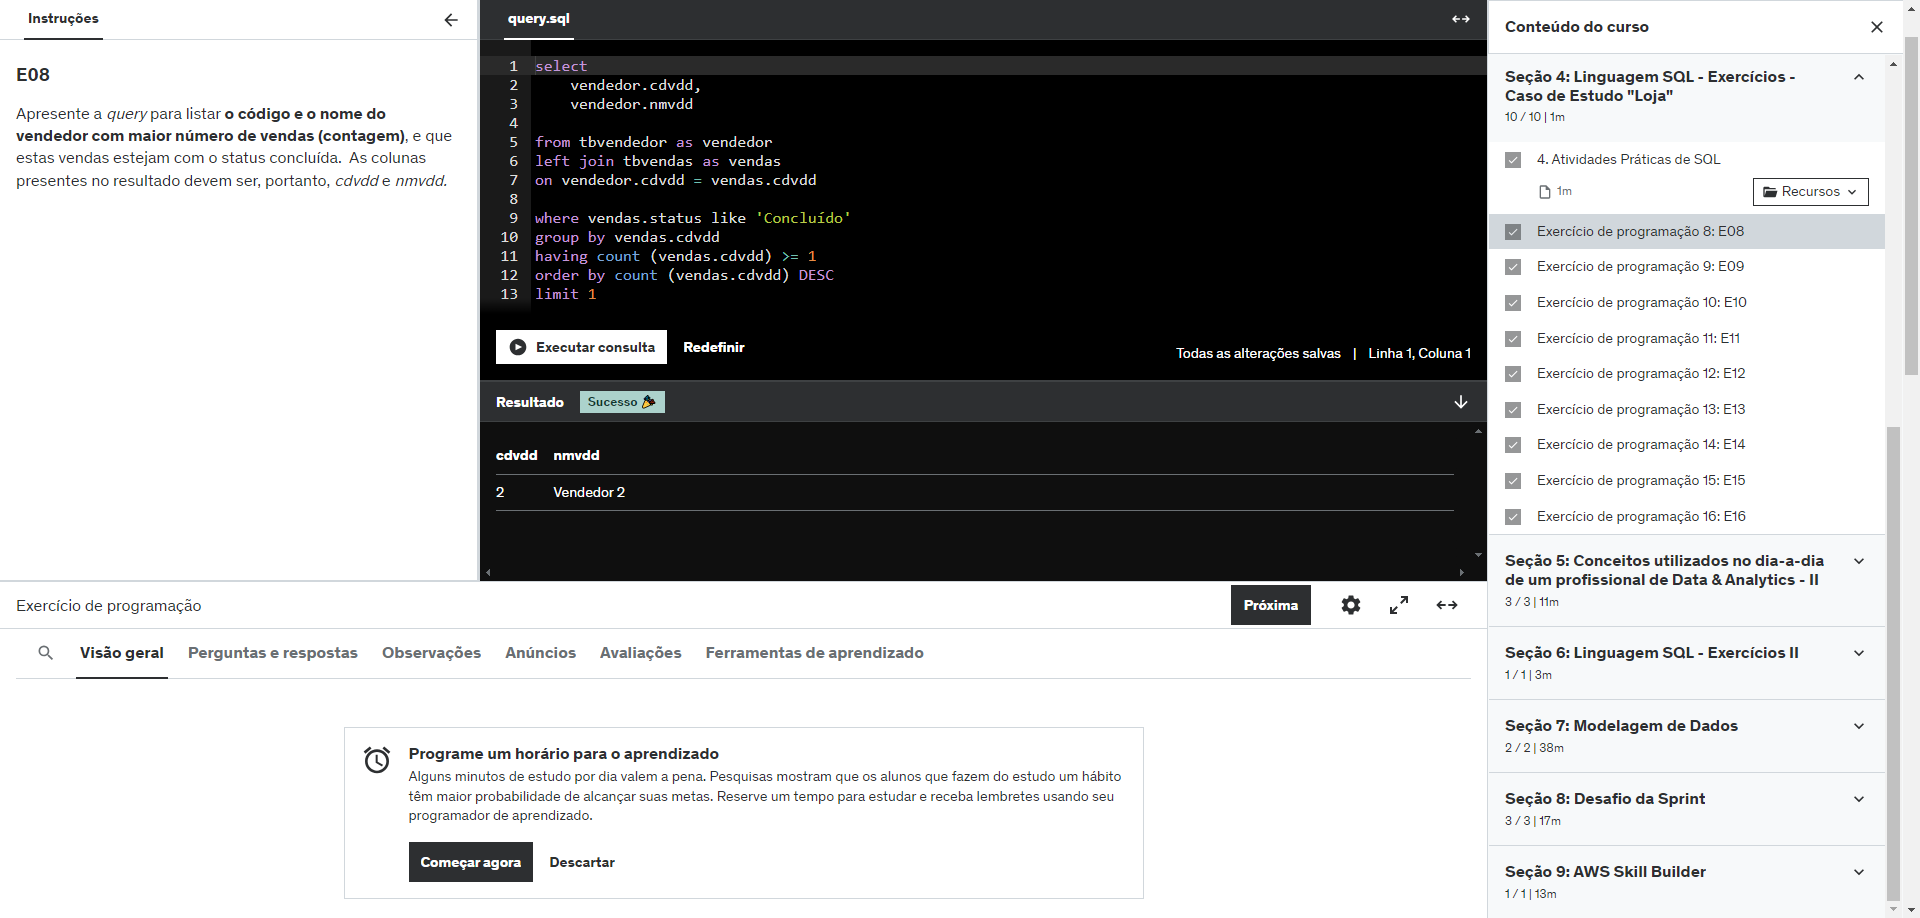 Instruções
E08
Apresente a query para listar o código e o nome do
vendedor com maior número de vendas (contagem), e que
estas vendas estejam com o status concluída.  As colunas
presentes no resultado devem ser, portanto, cdvdd e nmvdd.
query.sql
1 select
2     vendedor.cdvdd,
3     vendedor.nmvdd
4
5 from tbvendedor as vendedor
6 left join tbvendas as vendas
7 on vendedor.cdvdd = vendas.cdvdd
8
9 where vendas.status like 'Concluído'
10 group by vendas.cdvdd
11 having count (vendas.cdvdd) >= 1
12 order by count (vendas.cdvdd) DESC
13 limit 1
Executar consulta
Redefinir
Todas as alterações salvas | Linha 1, Coluna 1
Resultado
Sucesso
cdvdd nmvdd
2 Vendedor 2
Exercício de programação
Próxima
Visão geral
Perguntas e respostas
Observações
Anúncios
Avaliações
Ferramentas de aprendizado
Programe um horário para o aprendizado
Alguns minutos de estudo por dia valem a pena. Pesquisas mostram que os alunos que fazem do estudo um hábito
têm maior probabilidade de alcançar suas metas. Reserve um tempo para estudar e receba lembretes usando seu
programador de aprendizado.
Começar agora
Descartar
Conteúdo do curso
Seção 4: Linguagem SQL - Exercícios -
Caso de Estudo "Loja"
10 / 10 | 1m
4. Atividades Práticas de SQL
1m
Recursos
Exercício de programação 8: E08
Exercício de programação 9: E09
Exercício de programação 10: E10
Exercício de programação 11: E11
Exercício de programação 12: E12
Exercício de programação 13: E13
Exercício de programação 14: E14
Exercício de programação 15: E15
Exercício de programação 16: E16
Seção 5: Conceitos utilizados no dia-a-dia
de um profissional de Data & Analytics - II
3 / 3 | 11m
Seção 6: Linguagem SQL - Exercícios II
1 / 1 | 3m
Seção 7: Modelagem de Dados
2 / 2 | 38m
Seção 8: Desafio da Sprint
3 / 3 | 17m
Seção 9: AWS Skill Builder
1 / 1 | 13m